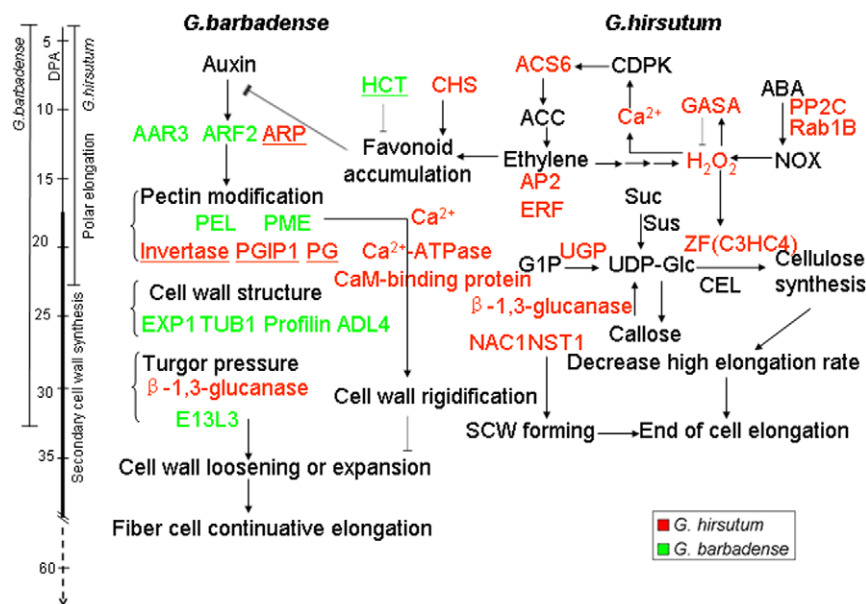 G.barbadense
G.hirsutum
G.barbadense
DPA
G.hirsutum
5
10
15
20
25
30
35
60
Polar elongation
Secondary cell wall synthesis
Auxin
HCT
CHS
ACS6
CDPK
GASA
ABA
PP2C
Rab1B
Ca²⁺
ACC
AAR3 ARF2 ARP
Favonoid
accumulation
Ethylene
H₂O₂
NOX
AP2
ERF
Pectin modification
PEL PME
Ca²⁺
Suc
Sus
Invertase PGIP1 PG
Ca²⁺-ATPase
CaM-binding protein
ZF(C3HC4)
G1P
UGP
UDP-Glc
CEL
Cellulose
synthesis
Cell wall structure
EXP1 TUB1 Profilin ADL4
β-1,3-glucanase
Callose
NAC1NST1
Decrease high elongation rate
Turgor pressure
β-1,3-glucanase
E13L3
Cell wall rigidification
SCW forming
End of cell elongation
Cell wall loosening or expansion
Fiber cell continuative elongation
G. hirsutum
G. barbadense